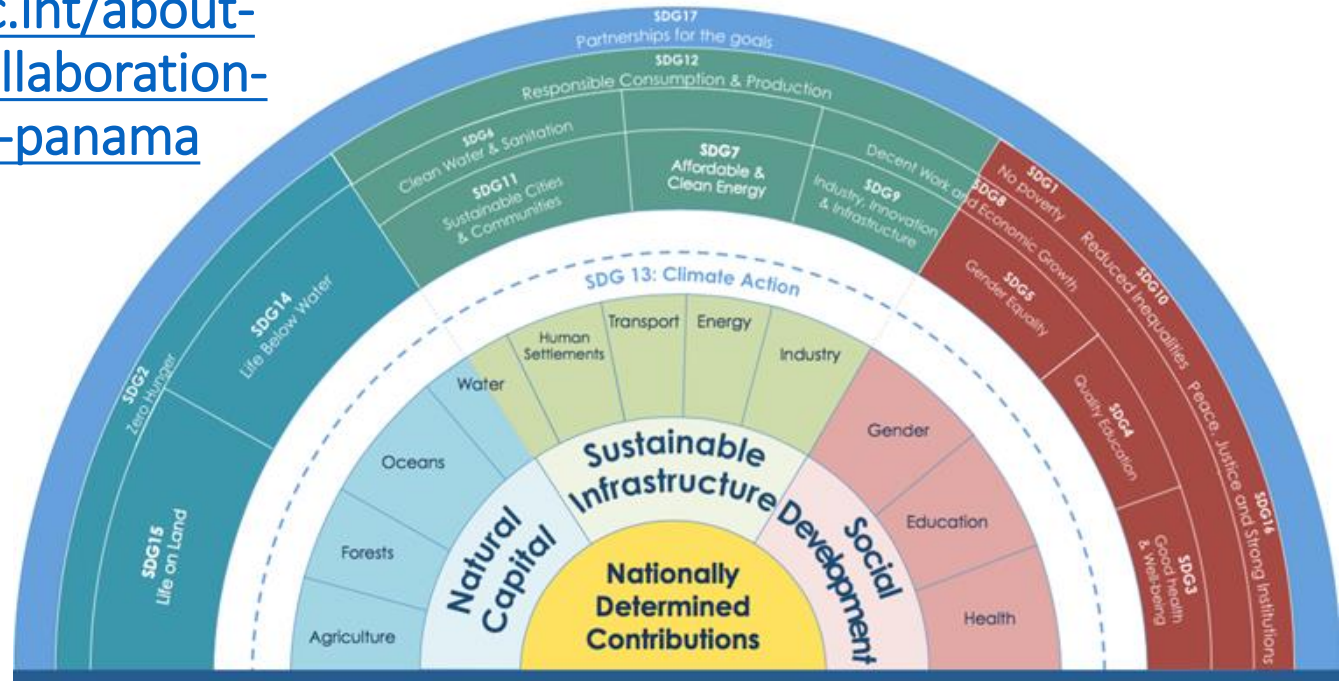 c.int/about-
llaboration-
-panama
SDG17
Partnerships for the goals
SDG12
Responsible Consumption & Production
SDG6
Clean Water & Sanitation
SDG11
Sustainable Cities
& Communities
SDG7
Affordable &
Clean Energy
SDG9
Industry, Innovation
& Infrastructure
SDG8
Decent Work and Economic Growth
SDG1
No poverty
SDG10
Reduced Inequalities
SDG16
Peace, Justice and Strong Institutions
SDG5
Gender Equality
SDG4
Quality Education
SDG3
Good health
& Well-being
SDG2
Zero Hunger
SDG14
Life Below Water
SDG15
Life on Land
SDG 13: Climate Action
Agriculture
Forests
Oceans
Water
Human
Settlements
Transport
Energy
Industry
Gender
Education
Health
Natural
Capital
Sustainable
Infrastructure
Social
Development
Nationally
Determined
Contributions